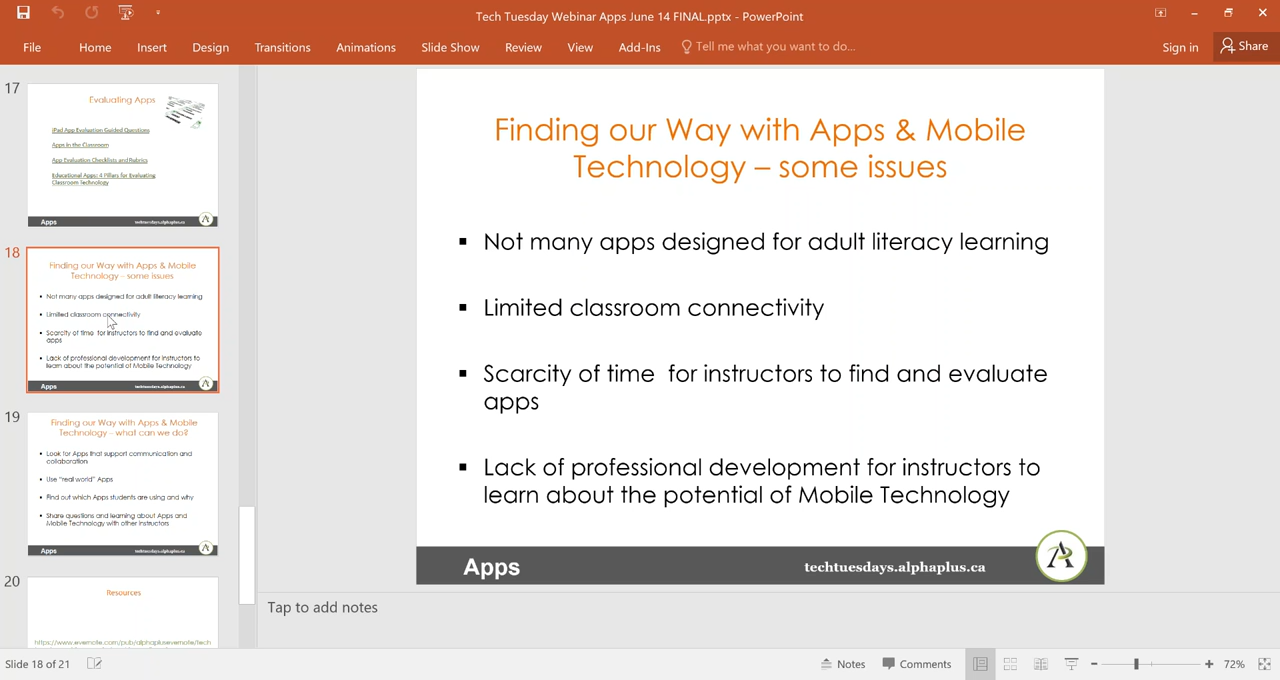 Tech Tuesday Webinar Apps June 14 FINAL.pptx - PowerPoint
File Home Insert Design Transitions Animations Slide Show Review View Add-Ins Tell me what you want to do... Sign in Share
17
Evaluating Apps
iPad App Evaluation Guided Questions
Apps in the Classroom
App Evaluation Checklists and Rubrics
Educational Apps: 4 Pillars for Evaluating
Classroom Technology
Apps techtuesdays.alphaplus.ca
18
Finding our Way with Apps & Mobile
Technology - some issues
Not many apps designed for adult literacy learning
Limited classroom connectivity
Scarcity of time for instructors to find and evaluate
apps
Lack of professional development for instructors to
learn about the potential of Mobile Technology
Apps techtuesdays.alphaplus.ca
19
Finding our Way with Apps & Mobile
Technology - what can we do?
Look for Apps that support communication and
collaboration
Use "real world" Apps
Find out which Apps students are using and why
Share questions and learning about Apps and
Mobile Technology with other instructors
Apps techtuesdays.alphaplus.ca
20
Resources
https://www.evernote.com/pub/alphaplusevernote/tech
Finding our Way with Apps & Mobile
Technology – some issues
▪ Not many apps designed for adult literacy learning
▪ Limited classroom connectivity
▪ Scarcity of time  for instructors to find and evaluate
apps
▪ Lack of professional development for instructors to
learn about the potential of Mobile Technology
Apps techtuesdays.alphaplus.ca
Tap to add notes
Slide 18 of 21 Notes Comments 72%